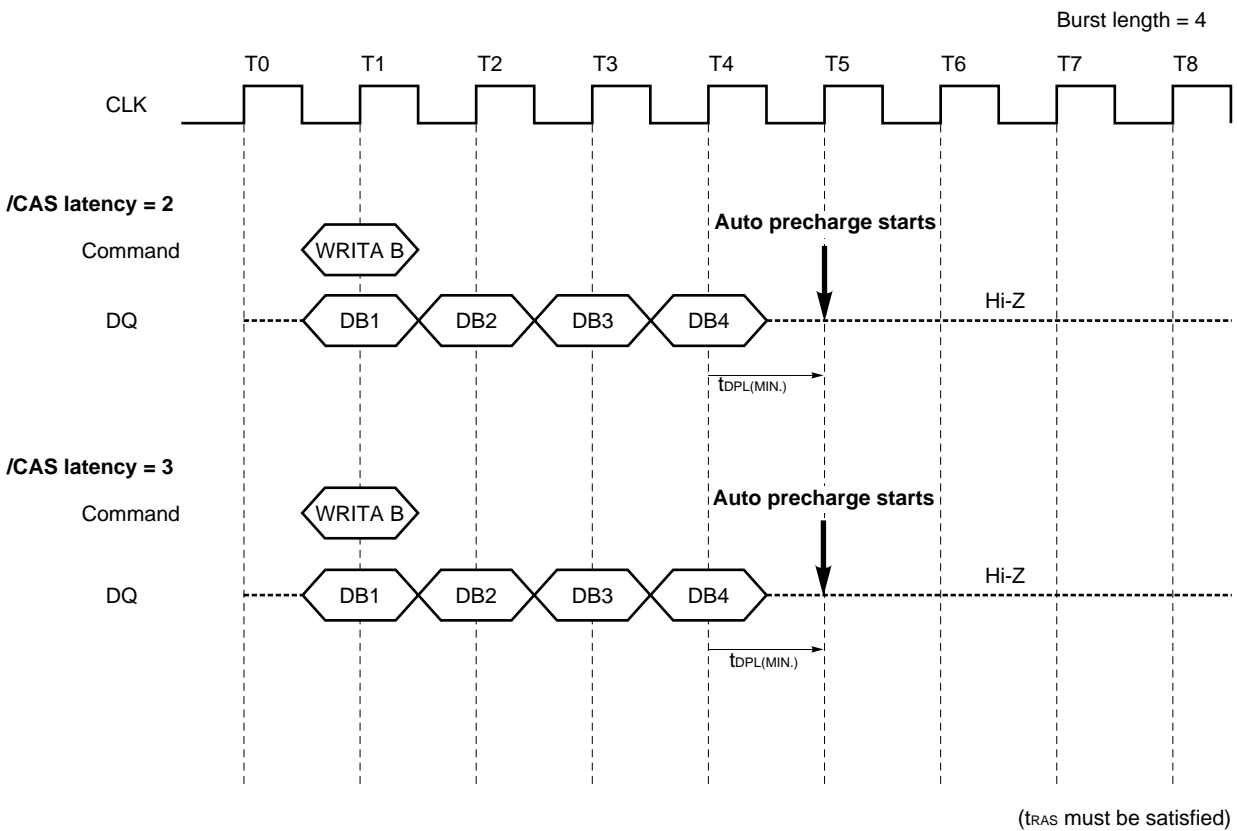 Burst length = 4
T0 T1 T2 T3 T4 T5 T6 T7 T8
CLK
/CAS latency = 2
Auto precharge starts
Command WRITA B
Hi-Z
DQ DB1 DB2 DB3 DB4
tDPL(MIN.)
/CAS latency = 3
Auto precharge starts
Command WRITA B
Hi-Z
DQ DB1 DB2 DB3 DB4
tDPL(MIN.)
(tRAS must be satisfied)